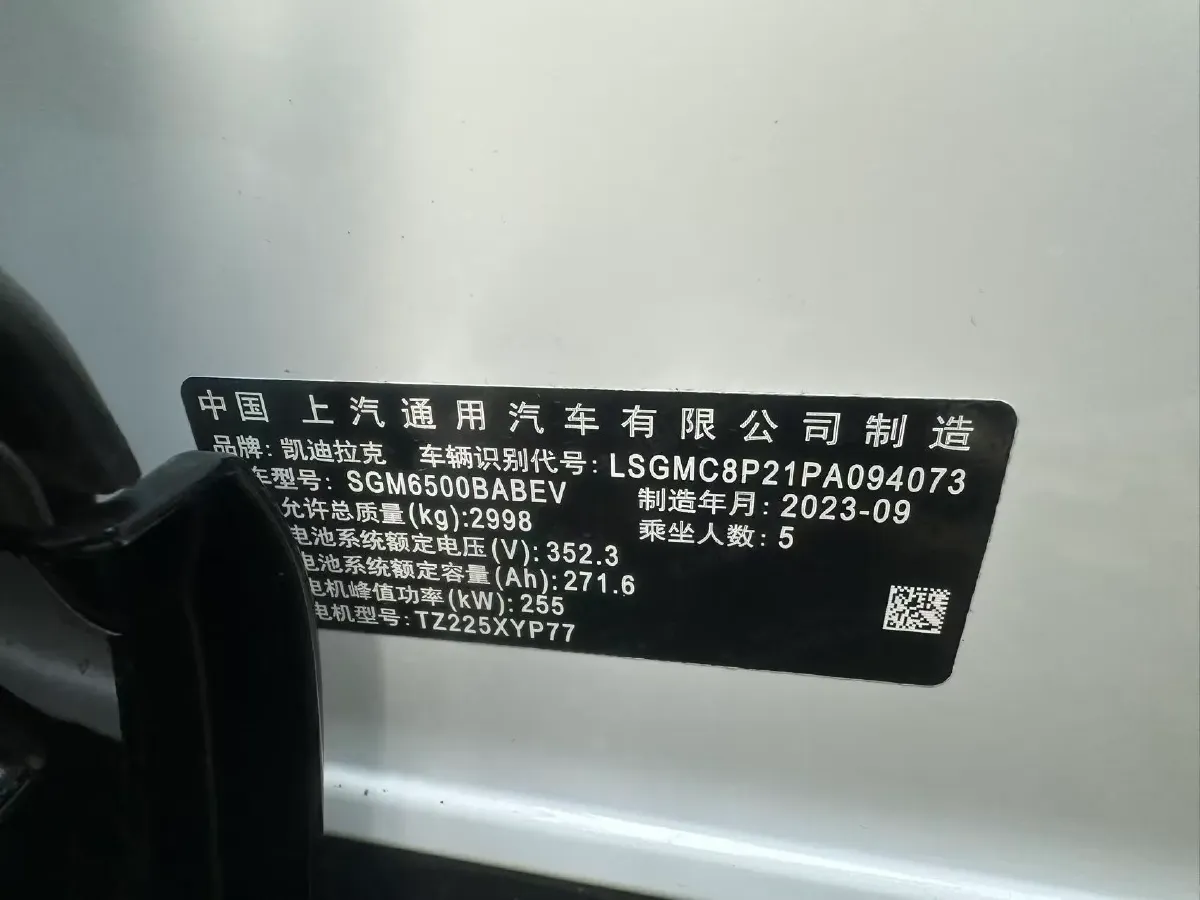 中国 上汽通用汽车有限公司制造
品牌: 凯迪拉克 车辆识别代号: LSGMC8P21PA094073
车型号: SGM6500BABEV 制造年月: 2023-09
允许总质量(kg):2998 乘坐人数: 5
电池系统额定电压(V): 352.3
电池系统额定容量(Ah):271.6
电机峰值功率(kW): 255
电机型号: TZ225XYP77